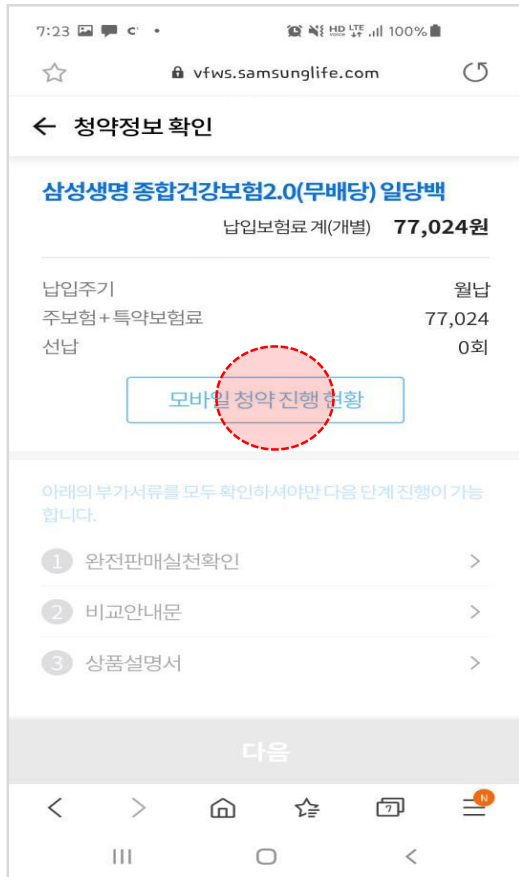 7:23
HD LTE 100%
vfws.samsunglife.com
청약정보 확인
삼성생명 종합건강보험2.0(무배당) 일당백
납입보험료 계(개별) 77,024원
납입주기 월납
주보험+특약보험료 77,024
선납 0회
모바일 청약 진행 현황
아래의 부가서류를 모두 확인하셔야만 다음 단계 진행이 가능
합니다.
1 완전판매실천확인
2 비교안내문
3 상품설명서
다음
7
N